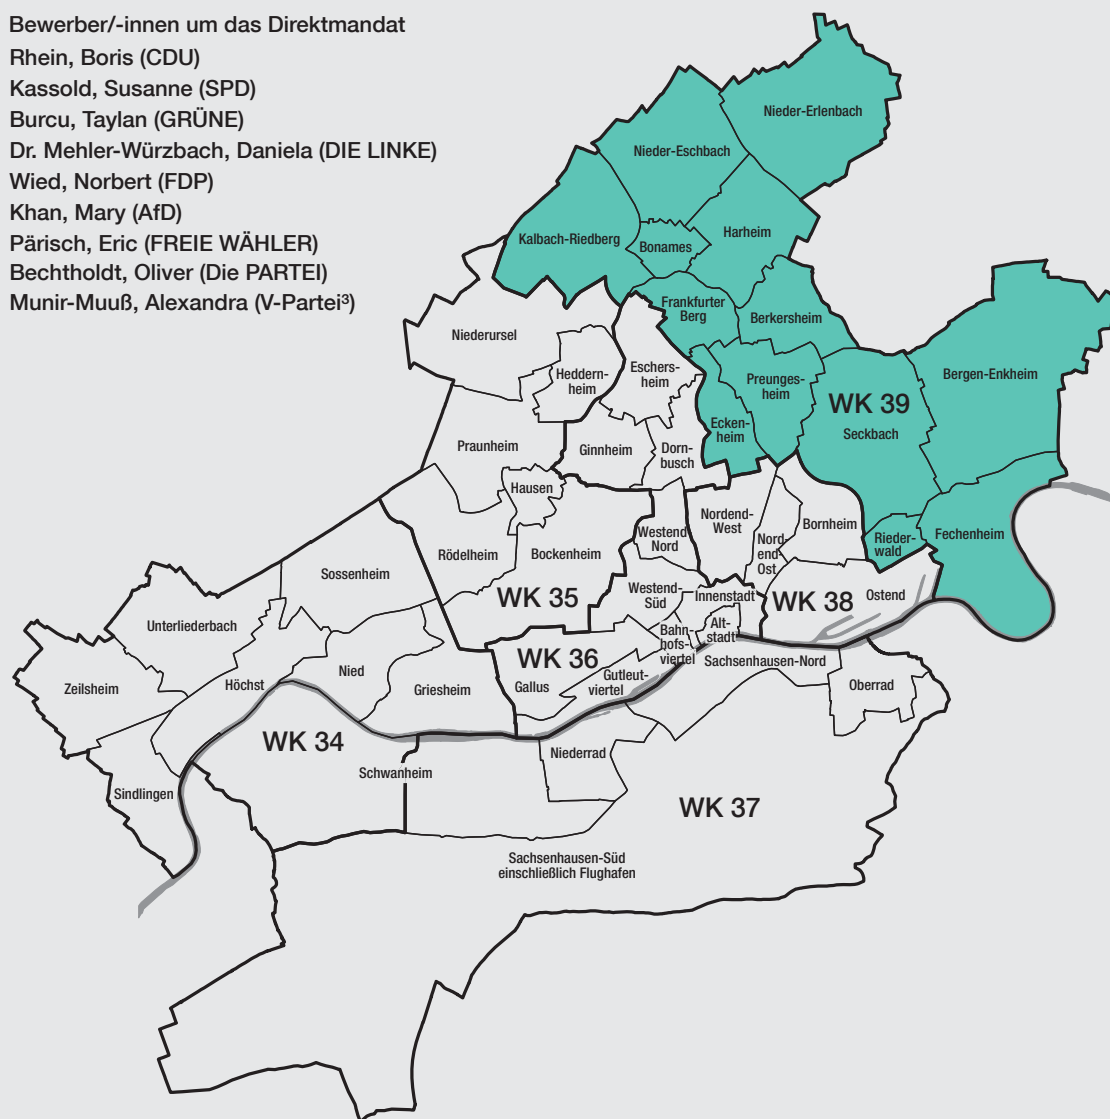 Bewerber/-innen um das Direktmandat
Rhein, Boris (CDU)
Kassold, Susanne (SPD)
Burcu, Taylan (GRÜNE)
Dr. Mehler-Würzbach, Daniela (DIE LINKE)
Wied, Norbert (FDP)
Khan, Mary (AfD)
Pärisch, Eric (FREIE WÄHLER)
Bechtholdt, Oliver (Die PARTEI)
Munir-Muuß, Alexandra (V-Partei³)
Nieder-Erlenbach
Nieder-Eschbach
Kalbach-Riedberg
Bonames
Harheim
Frankfurter
Berg
Berkersheim
Niederursel
Heddern-
heim
Eschers-
heim
Preunges-
heim
Bergen-Enkheim
WK 39
Seckbach
Ecken-
heim
Praunheim
Ginnheim
Dorn-
busch
Hausen
Nordend-
West
Bornheim
Westend
Nord
Nord-
end-
Ost
Rieder-
wald
Fechenheim
Rödelheim
Bockenheim
Sossenheim
WK 35
Westend-
Süd
Innenstadt
WK 38
Ostend
Unterliederbach
Alt-
stadt
Bahn-
hofs-
viertel
WK 36
Gallus
Gutleut-
viertel
Sachsenhausen-Nord
Oberrad
Zeilsheim
Höchst
Nied
Griesheim
WK 34
Niederrad
Schwanheim
Sindlingen
WK 37
Sachsenhausen-Süd
einschließlich Flughafen